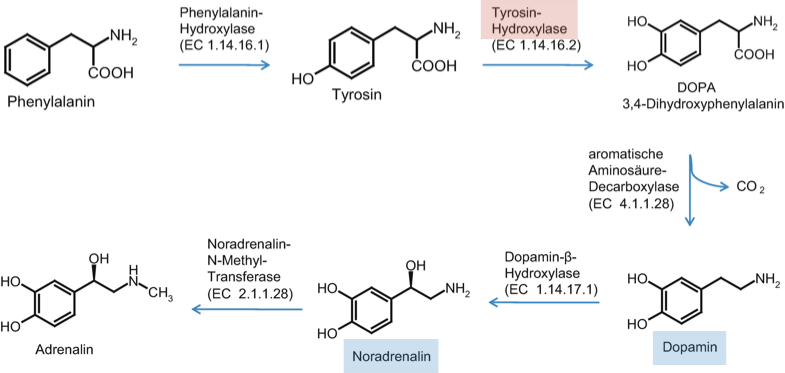 Phenylalanin-
Hydroxylase
(EC 1.14.16.1)
Tyrosin-
Hydroxylase
(EC 1.14.16.2)
NH2
COOH
Phenylalanin
NH2
COOH
HO
Tyrosin
HO
HO
NH2
COOH
DOPA
3,4-Dihydroxyphenylalanin
aromatische
Aminosäure-
Decarboxylase
(EC 4.1.1.28)
CO2
HO
HO
NH2
Dopamin
Dopamin-β-
Hydroxylase
(EC 1.14.17.1)
OH
HO
HO
NH2
Noradrenalin
Noradrenalin-
N-Methyl-
Transferase
(EC 2.1.1.28)
OH
H
N
CH3
HO
HO
Adrenalin